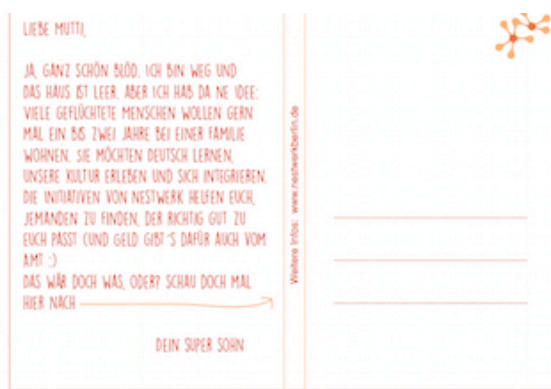 LIEBE MUTTI,
JA, GANZ SCHÖN BLÖD. ICH BIN WEG UND
DAS HAUS IST LEER. ABER ICH HAB DA NE IDEE:
VIELE GEFLÜCHTETE MENSCHEN WOLLEN GERN
MAL EIN BIS ZWEI JAHRE BEI EINER FAMILIE
WOHNEN. SIE MÖCHTEN DEUTSCH LERNEN,
UNSERE KULTUR ERLEBEN UND SICH INTEGRIEREN.
DIE INITIATIVEN VON NESTWERK HELFEN EUCH,
JEMANDEN ZU FINDEN, DER RICHTIG GUT ZU
EUCH PASST (UND GELD GIBT´S DAFÜR AUCH VOM
AMT :)
DAS WÄR DOCH WAS, ODER? SCHAU DOCH MAL
HIER NACH
DEIN SUPER SOHN
Weitere Infos: www.nestwerkberlin.de